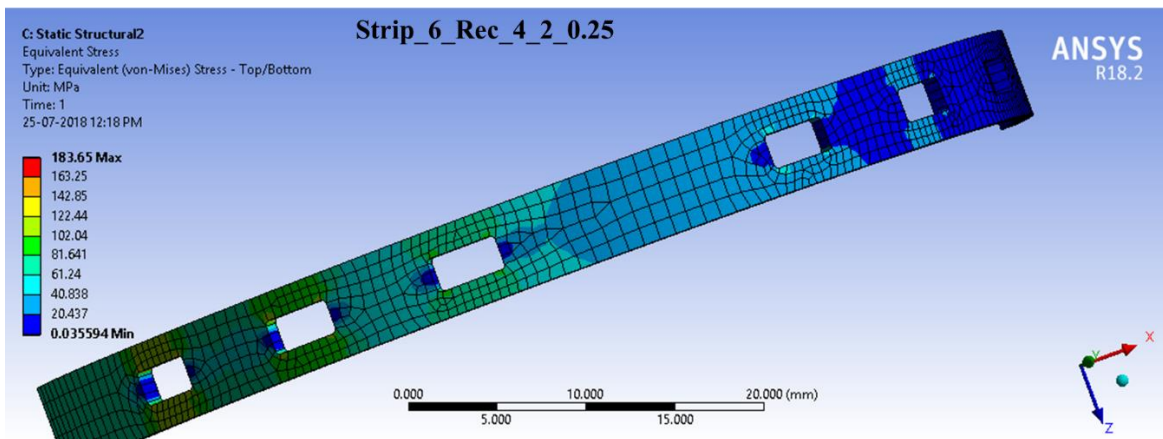 Strip_6_Rec_4_2_0.25
C: Static Structural2
Equivalent Stress
Type: Equivalent (von-Mises) Stress - Top/Bottom
Unit: MPa
Time: 1
25-07-2018 12:18 PM
ANSYS
R18.2
183.65 Max
163.25
142.85
122.44
102.04
81.641
61.24
40.838
20.437
0.035594 Min
0.000 10.000 20.000 (mm)
5.000 15.000
X
Y
Z